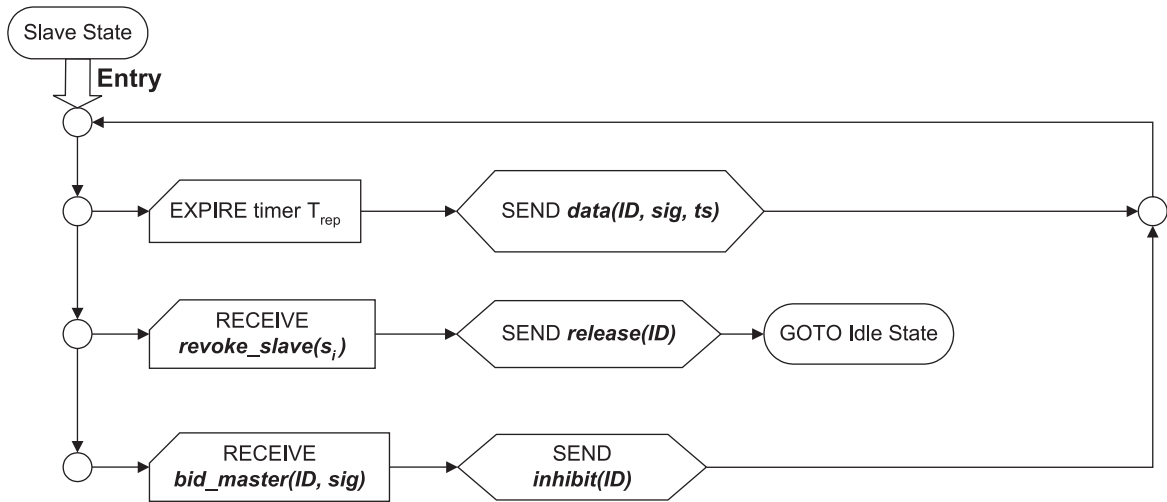 Slave State
Entry
EXPIRE timer T_rep
SEND data(ID, sig, ts)
RECEIVE
revoke_slave(s_i)
SEND release(ID)
GOTO Idle State
RECEIVE
bid_master(ID, sig)
SEND
inhibit(ID)